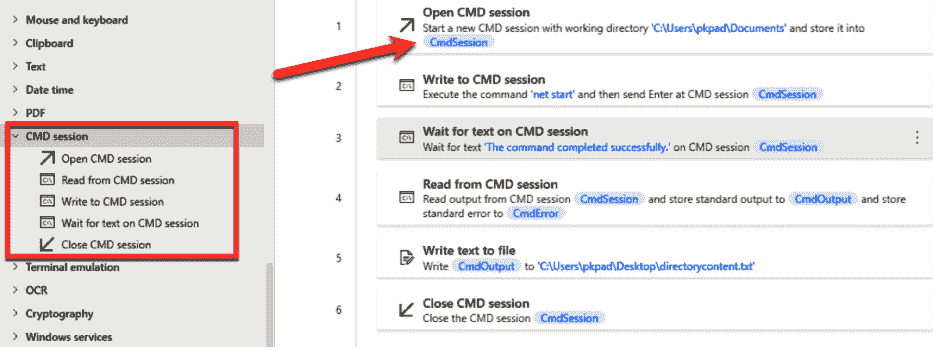 Mouse and keyboard
Clipboard
Text
Date time
PDF
CMD session
Open CMD session
Read from CMD session
Write to CMD session
Wait for text on CMD session
Close CMD session
Terminal emulation
OCR
Cryptography
Windows services
1
Open CMD session
Start a new CMD session with working directory 'C:\Users\pkpad\Documents' and store it into
CmdSession
2
Write to CMD session
Execute the command 'net start' and then send Enter at CMD session CmdSession
3
Wait for text on CMD session
Wait for text 'The command completed successfully.' on CMD session CmdSession
4
Read from CMD session
Read output from CMD session CmdSession and store standard output to CmdOutput and store
standard error to CmdError
5
Write text to file
Write CmdOutput to 'C:\Users\pkpad\Desktop\directorycontent.txt'
6
Close CMD session
Close the CMD session CmdSession